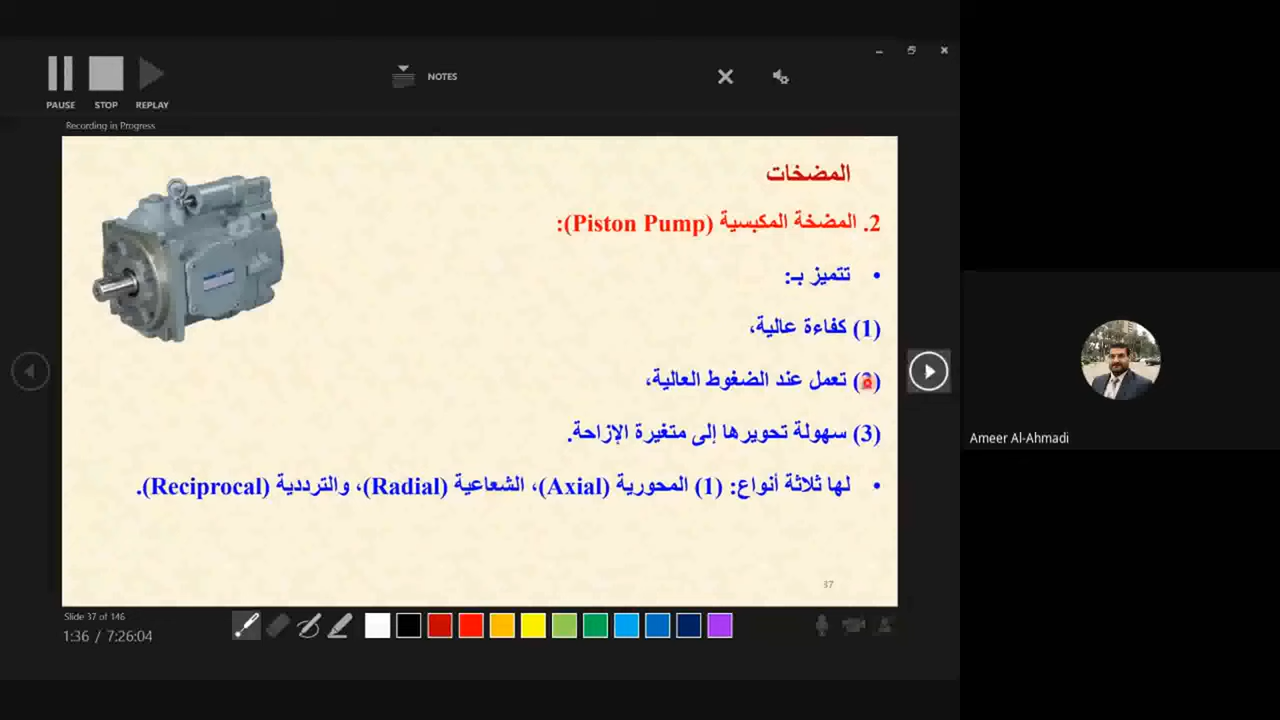 PAUSE
STOP
REPLAY
NOTES
Recording in Progress
المضخات
2. المضخة المكبسية (Piston Pump):
• تتميز بـ:
(1) كفاءة عالية،
(2) تعمل عند الضغوط العالية،
(3) سهولة تحويرها إلى متغيرة الإزاحة.
• لها ثلاثة أنواع: (1) المحورية (Axial)، الشعاعية (Radial)، والترددية (Reciprocal).
37
Slide 37 of 146
1:36 / 7:26:04
Ameer Al-Ahmadi